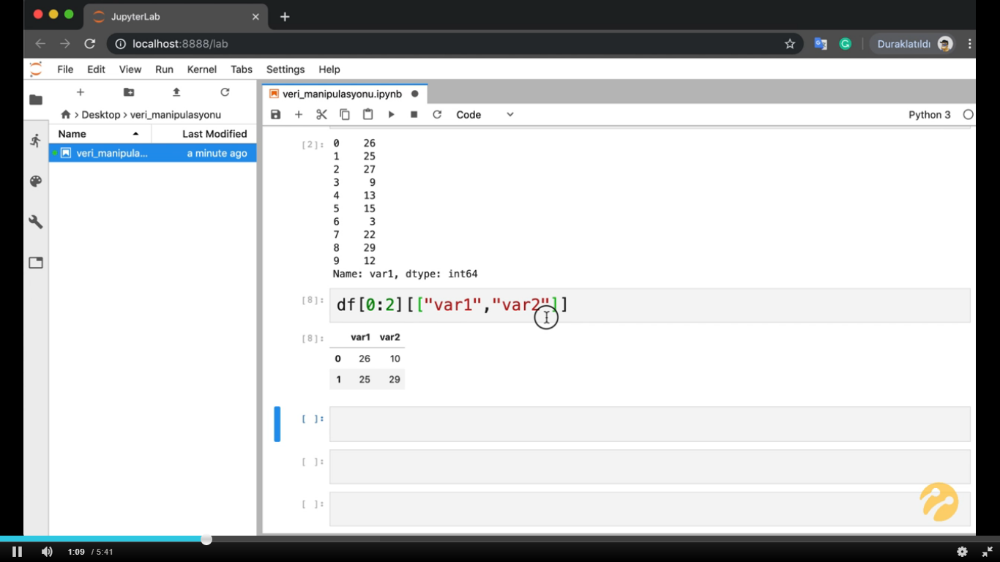 JupyterLab
localhost:8888/lab
Duraklatıldı
File Edit View Run Kernel Tabs Settings Help
veri_manipulasyonu.ipynb
Desktop > veri_manipulasyonu
Code
Python 3
Name Last Modified
veri_manipula... a minute ago
[2]:
0 26
1 25
2 27
3 9
4 13
5 15
6 3
7 22
8 29
9 12
Name: var1, dtype: int64
[8]: df[0:2][["var1","var2"]]
[8]: var1 var2
0 26 10
1 25 29
[ ]:
[ ]:
[ ]:
1:09 / 5:41